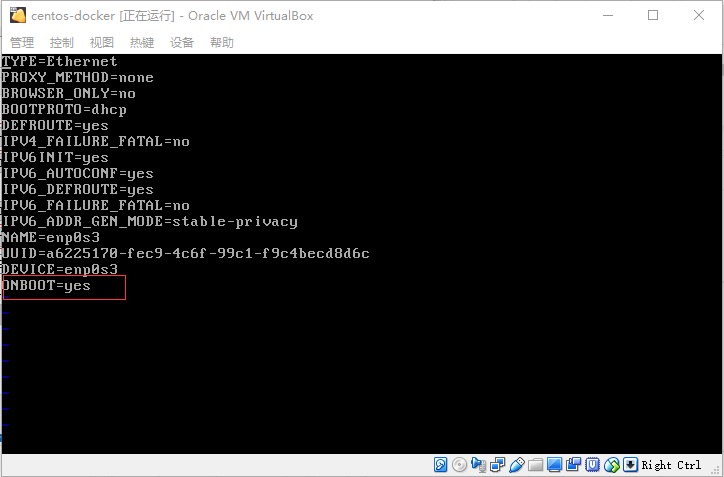 centos-docker [正在运行] - Oracle VM VirtualBox
管理 控制 视图 热键 设备 帮助
TYPE=Ethernet
PROXY_METHOD=none
BROWSER_ONLY=no
BOOTPROTO=dhcp
DEFROUTE=yes
IPV4_FAILURE_FATAL=no
IPV6INIT=yes
IPV6_AUTOCONF=yes
IPV6_DEFROUTE=yes
IPV6_FAILURE_FATAL=no
IPV6_ADDR_GEN_MODE=stable-privacy
NAME=enp0s3
UUID=a6225170-fec9-4c6f-99c1-f9c4becd8d6c
DEVICE=enp0s3
ONBOOT=yes
~
~
~
~
~
~
~
~
~
Right Ctrl